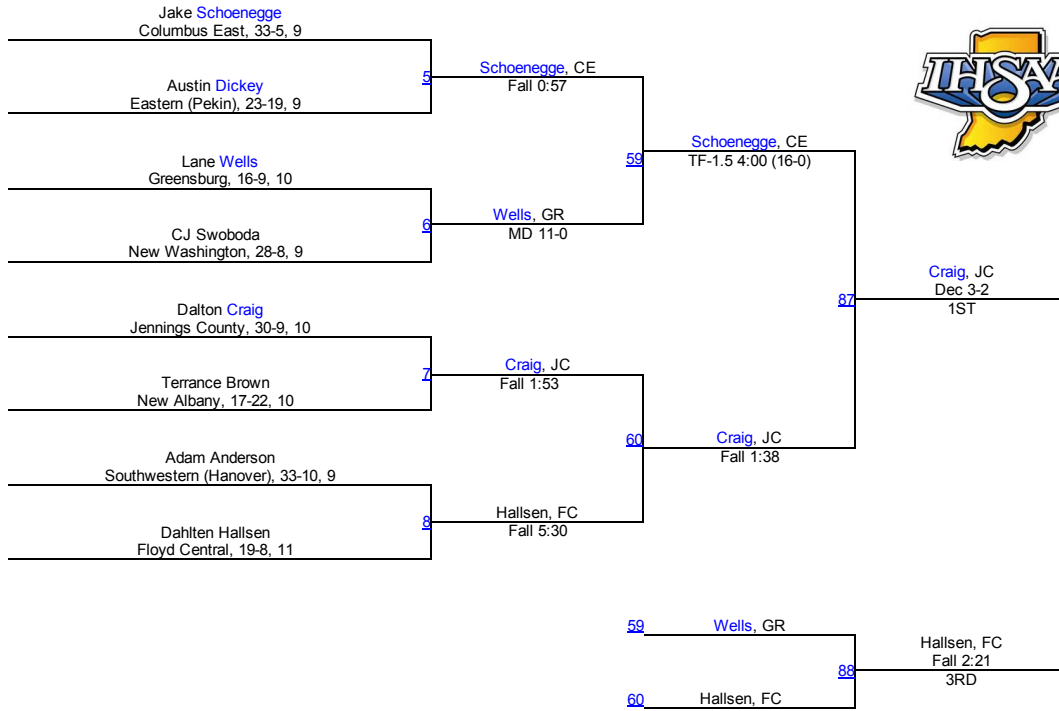 Jake Schoenegge
Columbus East, 33-5, 9
5
Austin Dickey
Eastern (Pekin), 23-19, 9
Schoenegge, CE
Fall 0:57
IHSAA
Lane Wells
Greensburg, 16-9, 10
6
CJ Swoboda
New Washington, 28-8, 9
Wells, GR
MD 11-0
59
Schoenegge, CE
TF-1.5 4:00 (16-0)
Dalton Craig
Jennings County, 30-9, 10
7
Terrance Brown
New Albany, 17-22, 10
Craig, JC
Fall 1:53
87
Craig, JC
Dec 3-2
1ST
Adam Anderson
Southwestern (Hanover), 33-10, 9
8
Dahlten Hallsen
Floyd Central, 19-8, 11
Hallsen, FC
Fall 5:30
60
Craig, JC
Fall 1:38
59
Wells, GR
88
60
Hallsen, FC
Hallsen, FC
Fall 2:21
3RD